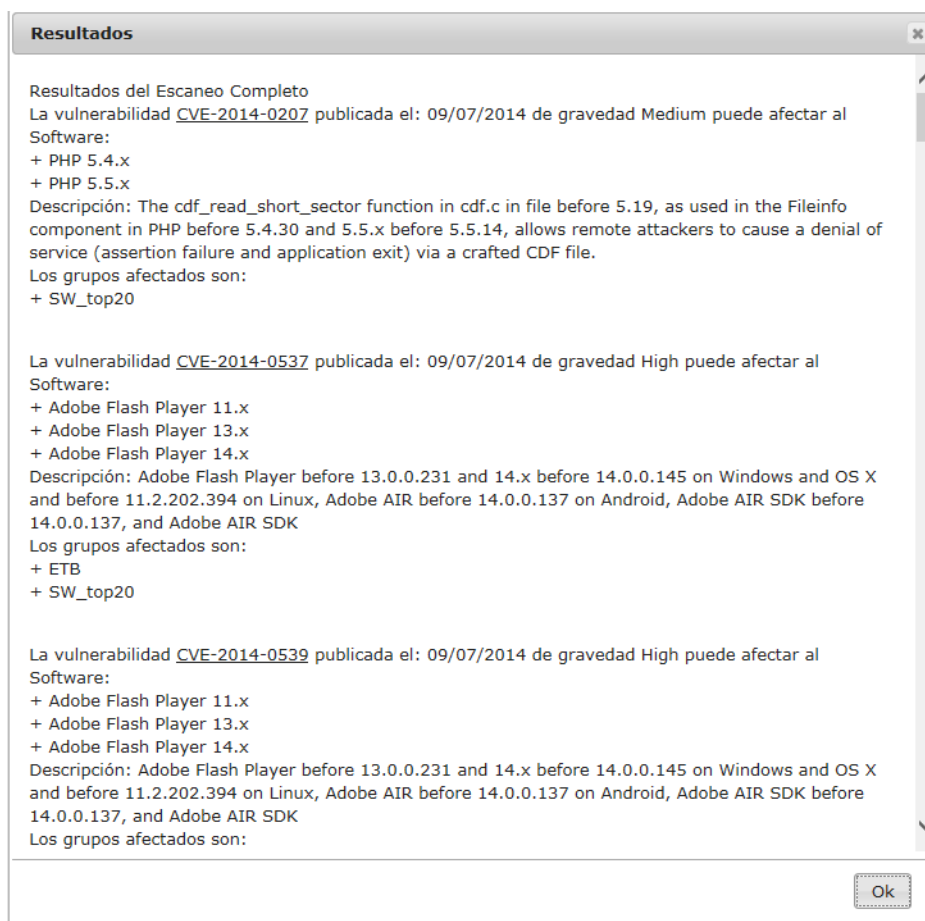 Resultados
Resultados del Escaneo Completo
La vulnerabilidad CVE-2014-0207 publicada el: 09/07/2014 de gravedad Medium puede afectar al
Software:
+ PHP 5.4.x
+ PHP 5.5.x
Descripción: The cdf_read_short_sector function in cdf.c in file before 5.19, as used in the Fileinfo
component in PHP before 5.4.30 and 5.5.x before 5.5.14, allows remote attackers to cause a denial of
service (assertion failure and application exit) via a crafted CDF file.
Los grupos afectados son:
+ SW_top20
La vulnerabilidad CVE-2014-0537 publicada el: 09/07/2014 de gravedad High puede afectar al
Software:
+ Adobe Flash Player 11.x
+ Adobe Flash Player 13.x
+ Adobe Flash Player 14.x
Descripción: Adobe Flash Player before 13.0.0.231 and 14.x before 14.0.0.145 on Windows and OS X
and before 11.2.202.394 on Linux, Adobe AIR before 14.0.0.137 on Android, Adobe AIR SDK before
14.0.0.137, and Adobe AIR SDK
Los grupos afectados son:
+ ETB
+ SW_top20
La vulnerabilidad CVE-2014-0539 publicada el: 09/07/2014 de gravedad High puede afectar al
Software:
+ Adobe Flash Player 11.x
+ Adobe Flash Player 13.x
+ Adobe Flash Player 14.x
Descripción: Adobe Flash Player before 13.0.0.231 and 14.x before 14.0.0.145 on Windows and OS X
and before 11.2.202.394 on Linux, Adobe AIR before 14.0.0.137 on Android, Adobe AIR SDK before
14.0.0.137, and Adobe AIR SDK
Los grupos afectados son:
Ok